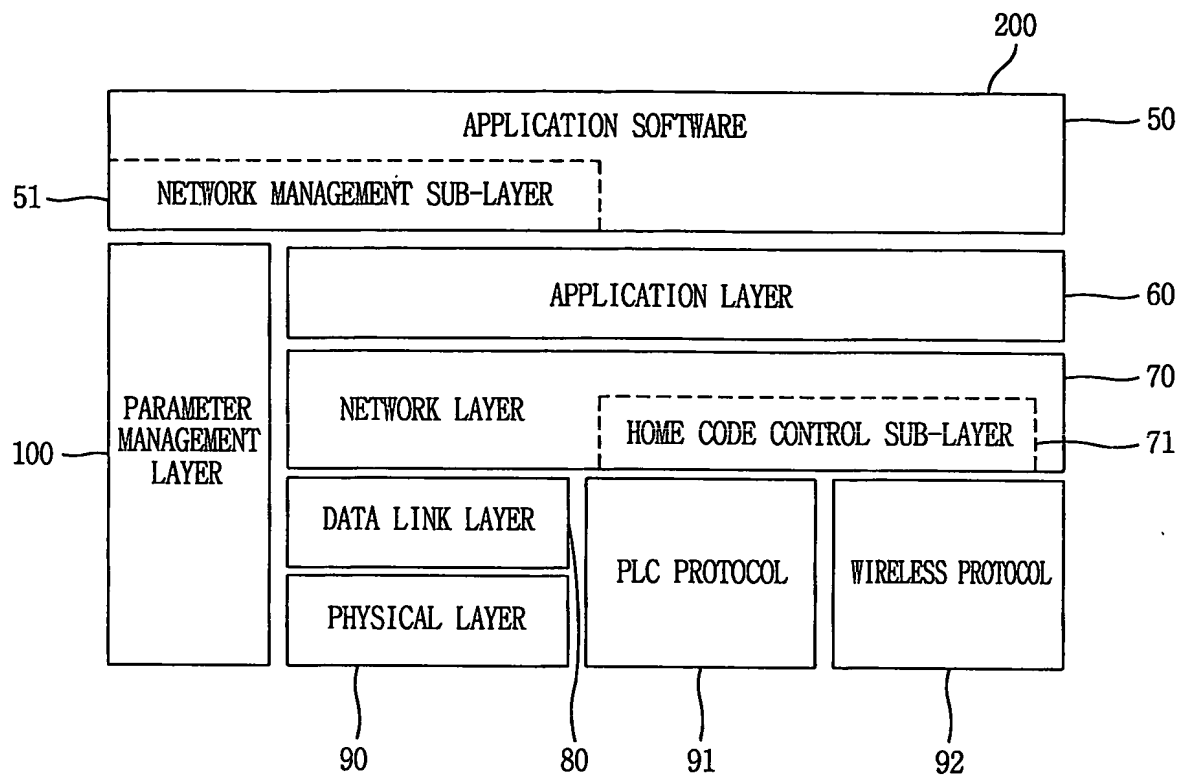 200
APPLICATION SOFTWARE
50
51
NETWORK MANAGEMENT SUB-LAYER
APPLICATION LAYER
60
PARAMETER
MANAGEMENT
LAYER
100
NETWORK LAYER
70
HOME CODE CONTROL SUB-LAYER
71
DATA LINK LAYER
PLC PROTOCOL
WIRELESS PROTOCOL
PHYSICAL LAYER
90
80
91
92